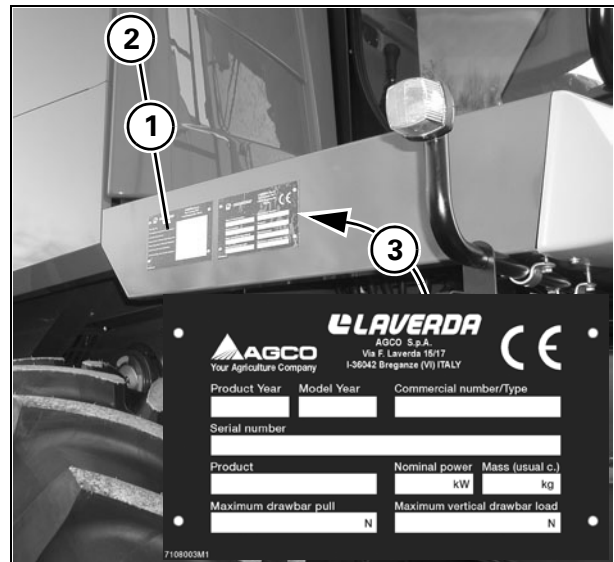 2
1
3
LAVERDA
AGCO S.p.A.
Via F. Laverda 15/17
I-36042 Breganze (VI) ITALY
AGCO
Your Agriculture Company
CE
Product Year Model Year Commercial number/Type
Serial number
Product Nominal power Mass (usual c.)
kW kg
Maximum drawbar pull Maximum vertical drawbar load
N N
7108003M1